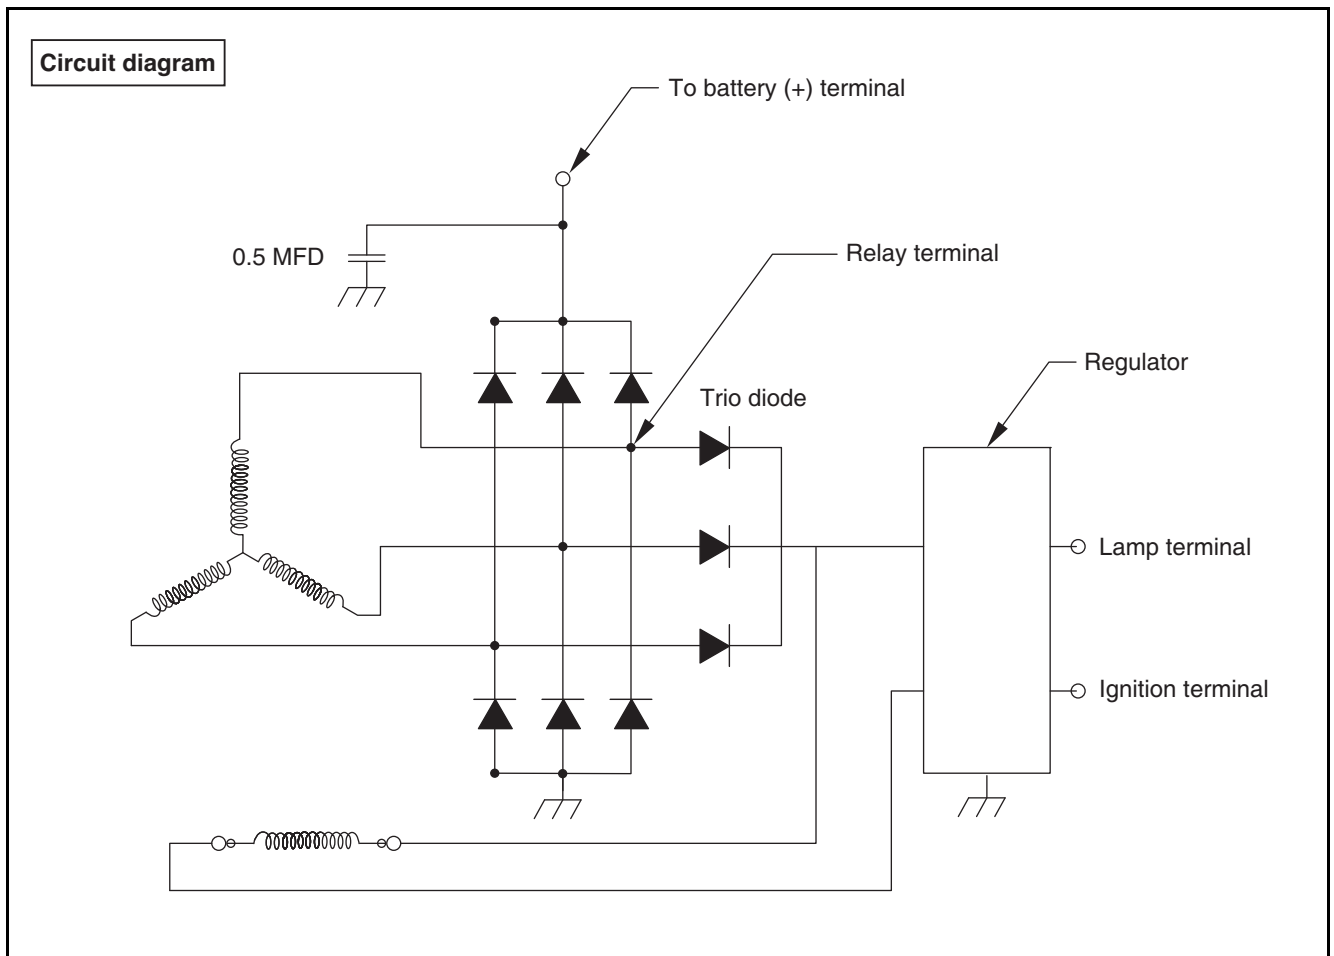 Circuit diagram
To battery (+) terminal
0.5 MFD
Relay terminal
Regulator
Trio diode
Lamp terminal
Ignition terminal